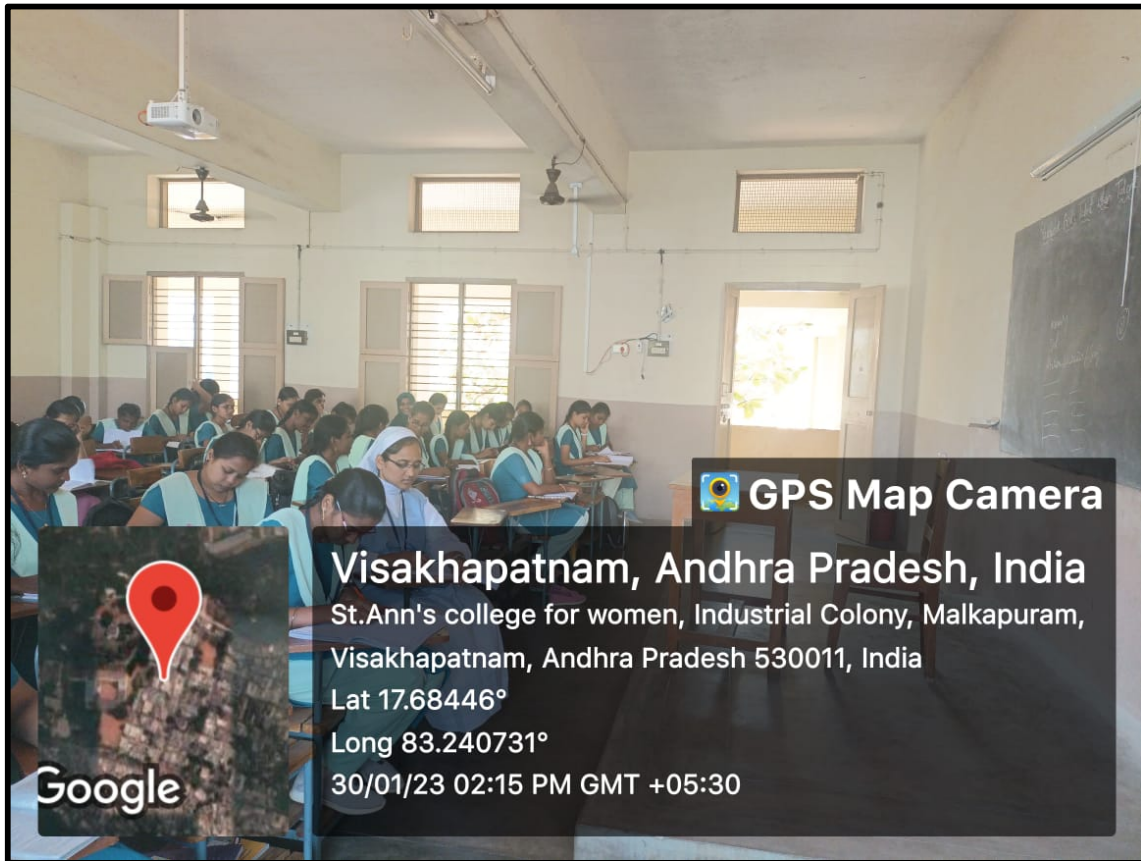 GPS Map Camera
Visakhapatnam, Andhra Pradesh, India
St.Ann's college for women, Industrial Colony, Malkapuram,
Visakhapatnam, Andhra Pradesh 530011, India
Lat 17.68446°
Long 83.240731°
30/01/23 02:15 PM GMT +05:30
Google